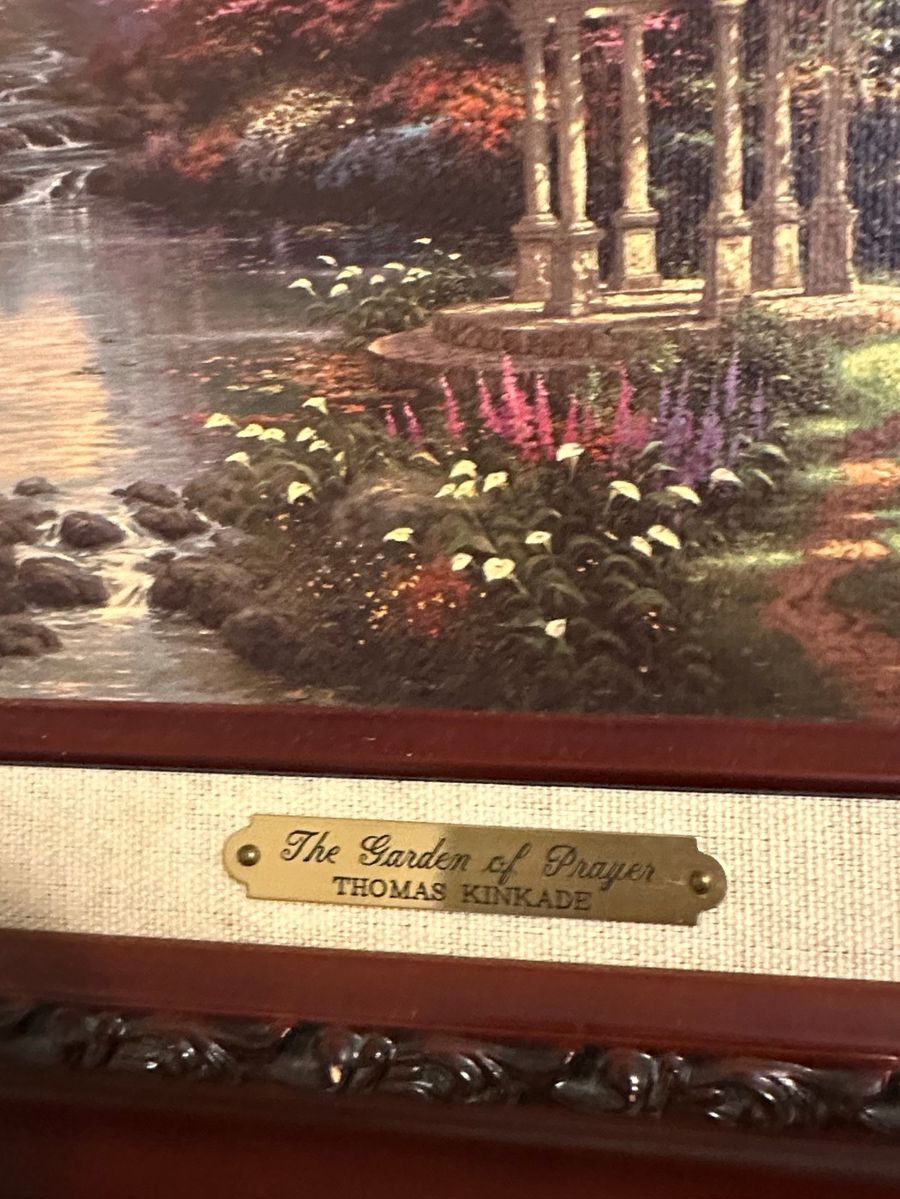 The Garden of Prayer
THOMAS KINKADE